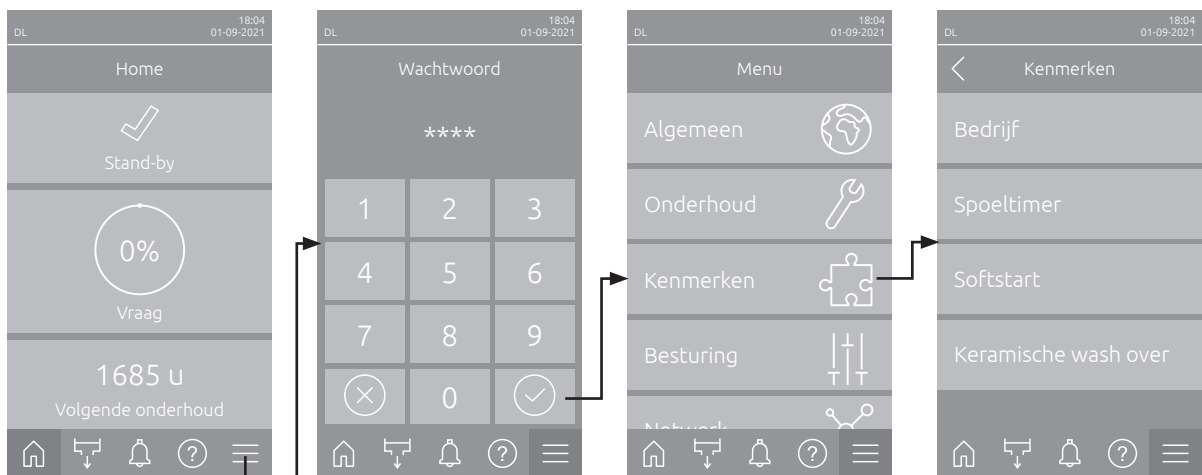 DL
18:04
01-09-2021
Home
Stand-by
0%
Vraag
1685 u
Volgende onderhoud
?
DL
18:04
01-09-2021
Wachtwoord
****
1 2 3
4 5 6
7 8 9
0
?
DL
18:04
01-09-2021
Menu
Algemeen
Onderhoud
Kenmerken
Besturing
Netwerk
?
DL
18:04
01-09-2021
Kenmerken
Bedrijf
Spoeltimer
Softstart
Keramische wash over
?